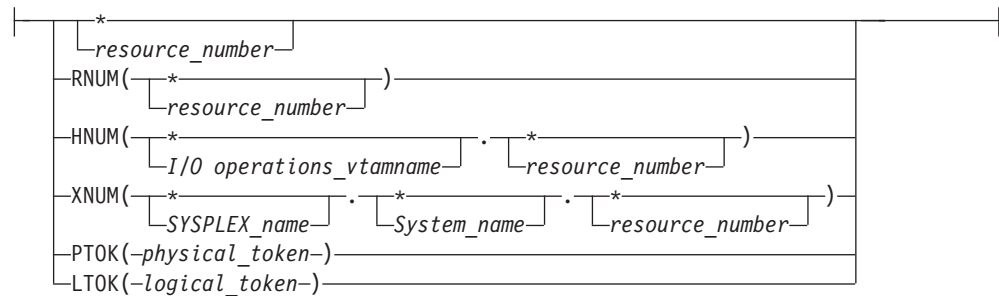 *
resource_number
RNUM( * )
resource_number
HNUM( * . * )
I/O operations_vtamname resource_number
XNUM( * . * . * )
SYSPLEX_name System_name resource_number
PTOK(physical_token)
LTOK(logical_token)